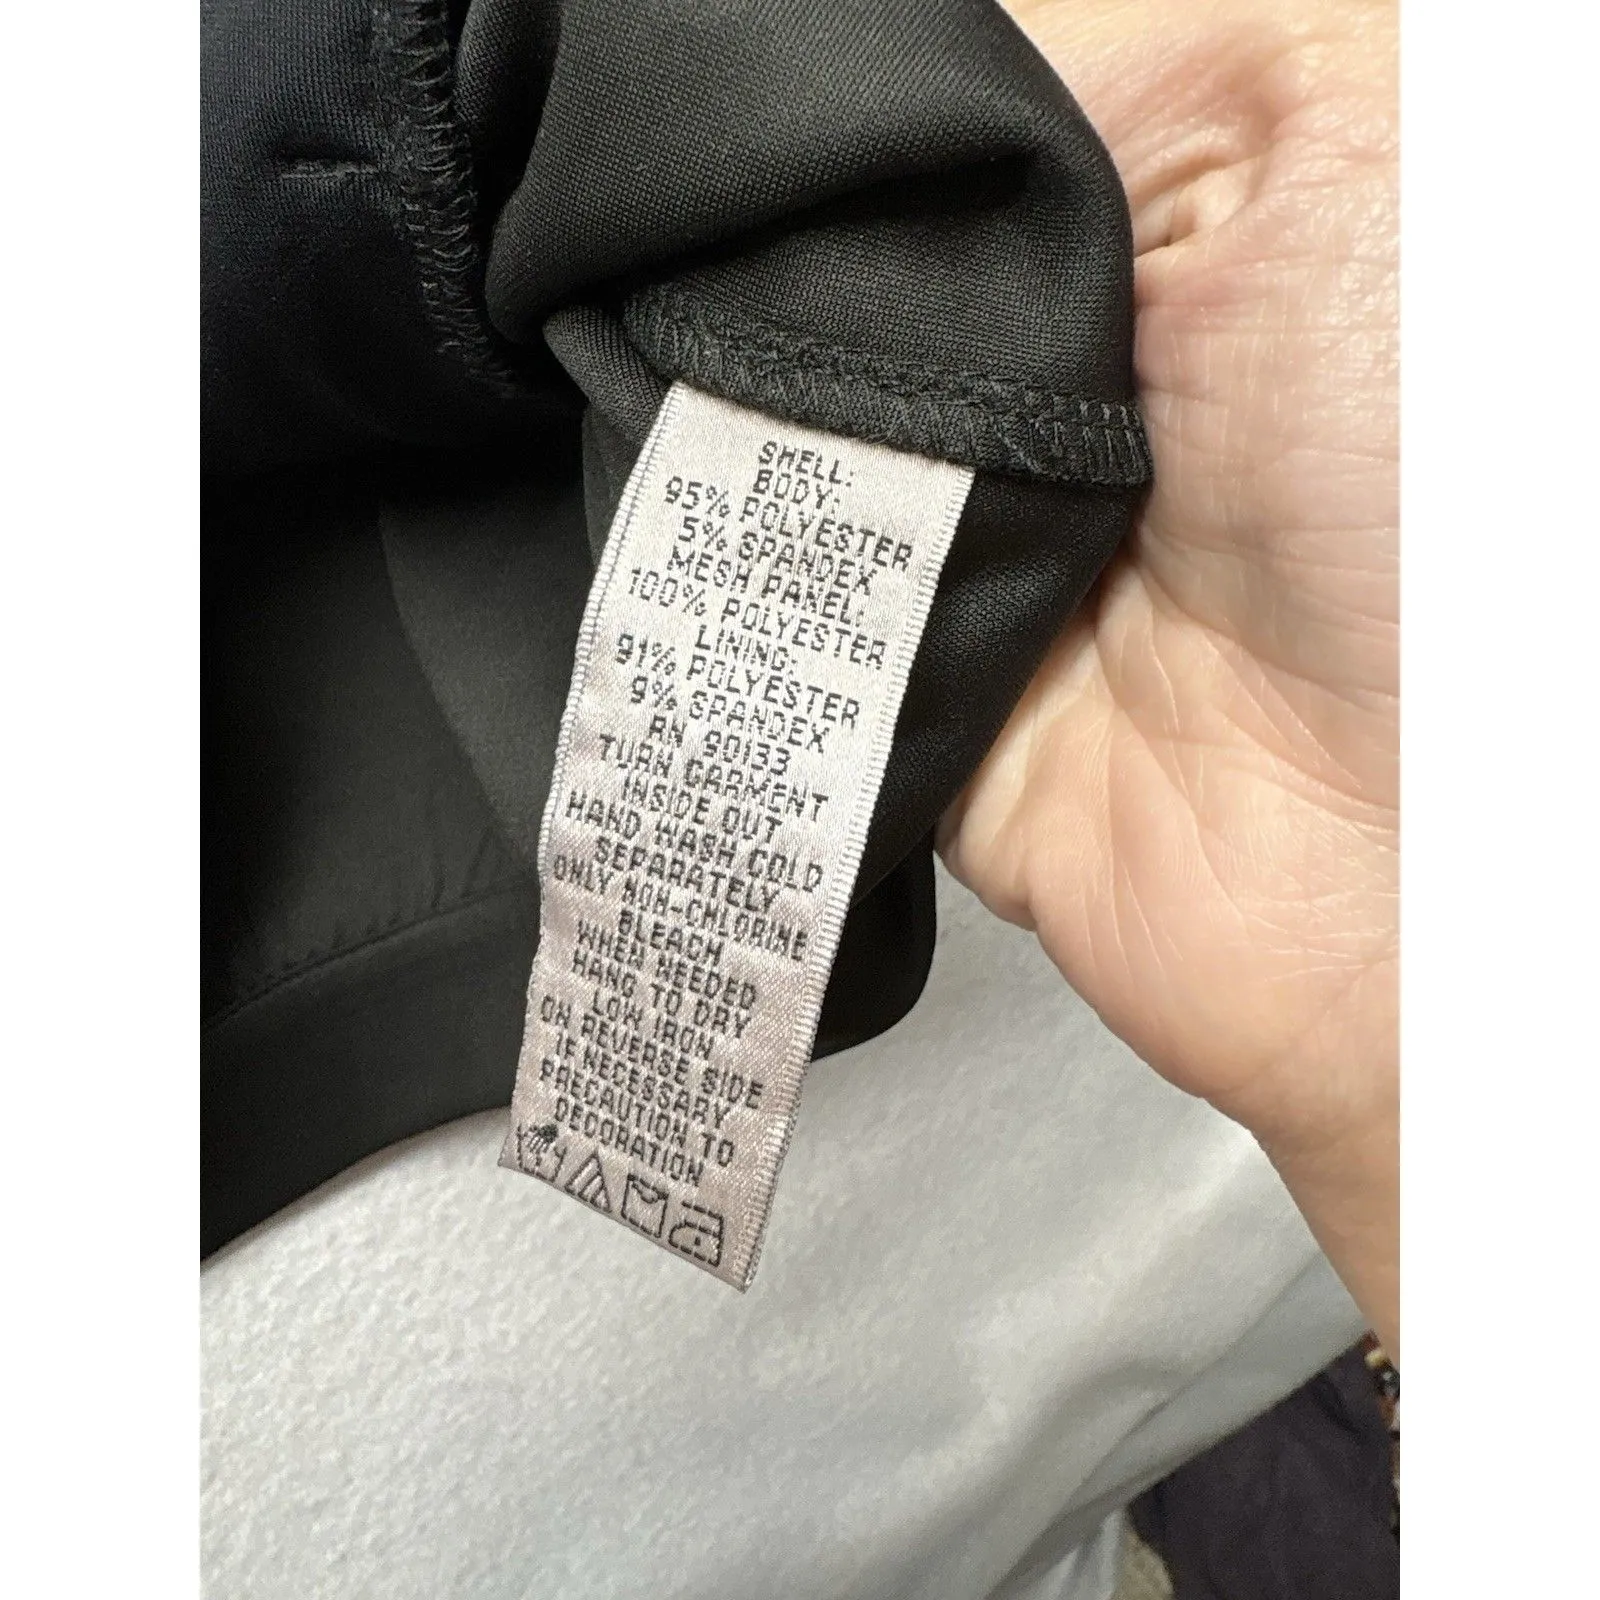 SHELL:
BODY:
95% POLYESTER
5% SPANDEX
MESH PANEL:
100% POLYESTER
LINING:
91% POLYESTER
9% SPANDEX
RN 90133
TURN GARMENT
INSIDE OUT
HAND WASH COLD
SEPARATELY
ONLY NON-CHLORINE
BLEACH
WHEN NEEDED
HANG TO DRY
LOW IRON
ON REVERSE SIDE
IF NECESSARY
PRECAUTION TO
DECORATION